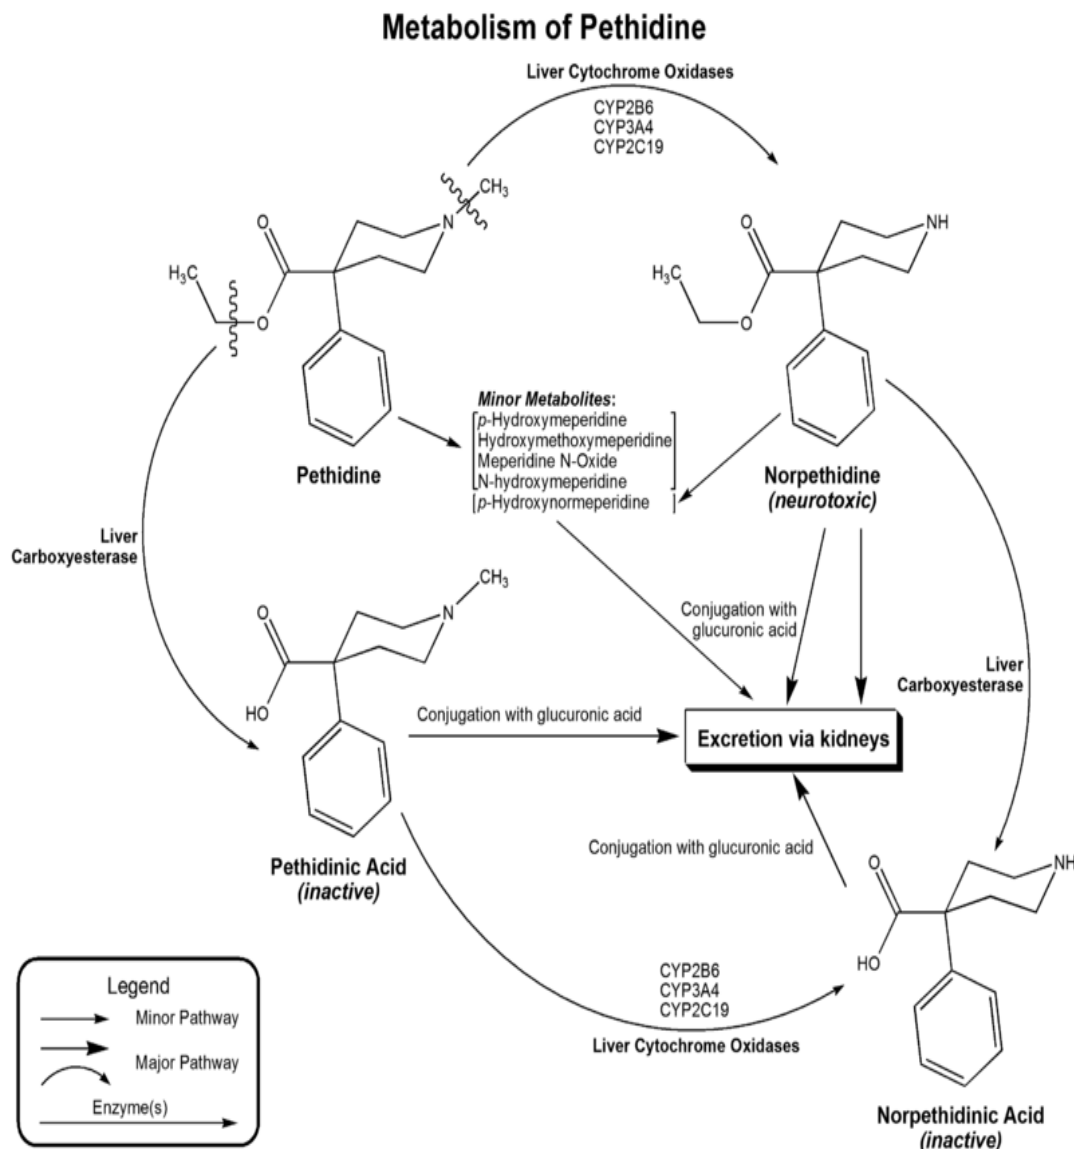 Metabolism of Pethidine
Liver Cytochrome Oxidases
CYP2B6
CYP3A4
CYP2C19
CH₃
N
O
H₃C
O
Pethidine
NH
O
H₃C
O
Norpethidine
(neurotoxic)
Minor Metabolites:
p-Hydroxymeperidine
Hydroxymethoxymeperidine
Meperidine N-Oxide
N-hydroxymeperidine
p-Hydroxynormeperidine
Liver
Carboxyesterase
CH₃
N
O
HO
Pethidinic Acid
(inactive)
Conjugation with
glucuronic acid
Liver
Carboxyesterase
Conjugation with glucuronic acid
Excretion via kidneys
Conjugation with glucuronic acid
NH
O
HO
Norpethidinic Acid
(inactive)
CYP2B6
CYP3A4
CYP2C19
Liver Cytochrome Oxidases
Legend
Minor Pathway
Major Pathway
Enzyme(s)